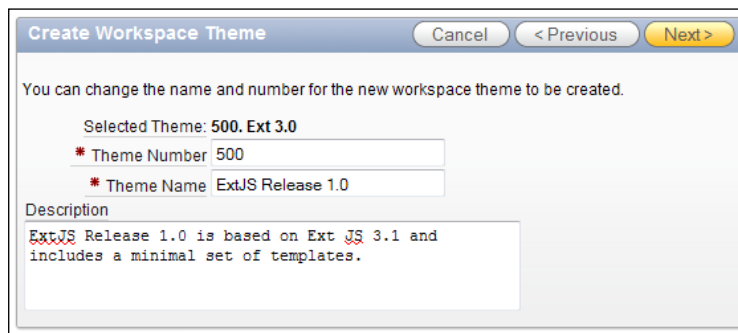 Create Workspace Theme
Cancel
< Previous
Next >
You can change the name and number for the new workspace theme to be created.
Selected Theme: 500. Ext 3.0
* Theme Number 500
* Theme Name ExtJS Release 1.0
Description
ExtJS Release 1.0 is based on Ext JS 3.1 and
includes a minimal set of templates.